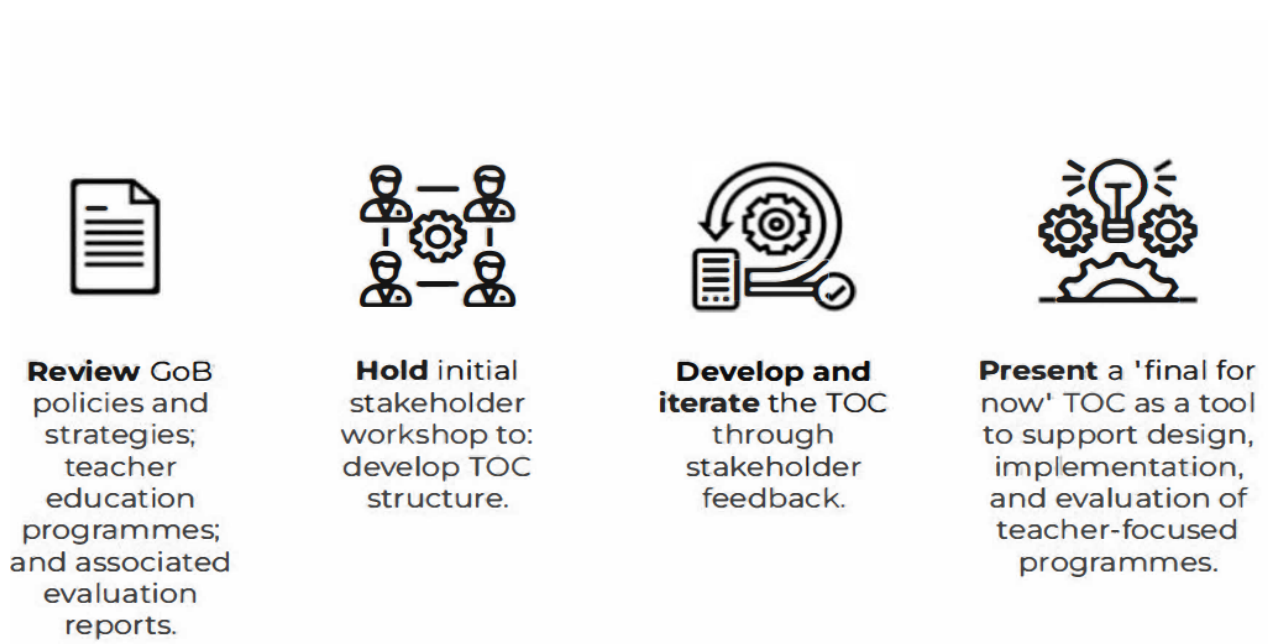 Review GoB
policies and
strategies;
teacher
education
programmes;
and associated
evaluation
reports.
Hold initial
stakeholder
workshop to:
develop TOC
structure.
Develop and
iterate the TOC
through
stakeholder
feedback.
Present a 'final for
now' TOC as a tool
to support design,
implementation,
and evaluation of
teacher-focused
programmes.